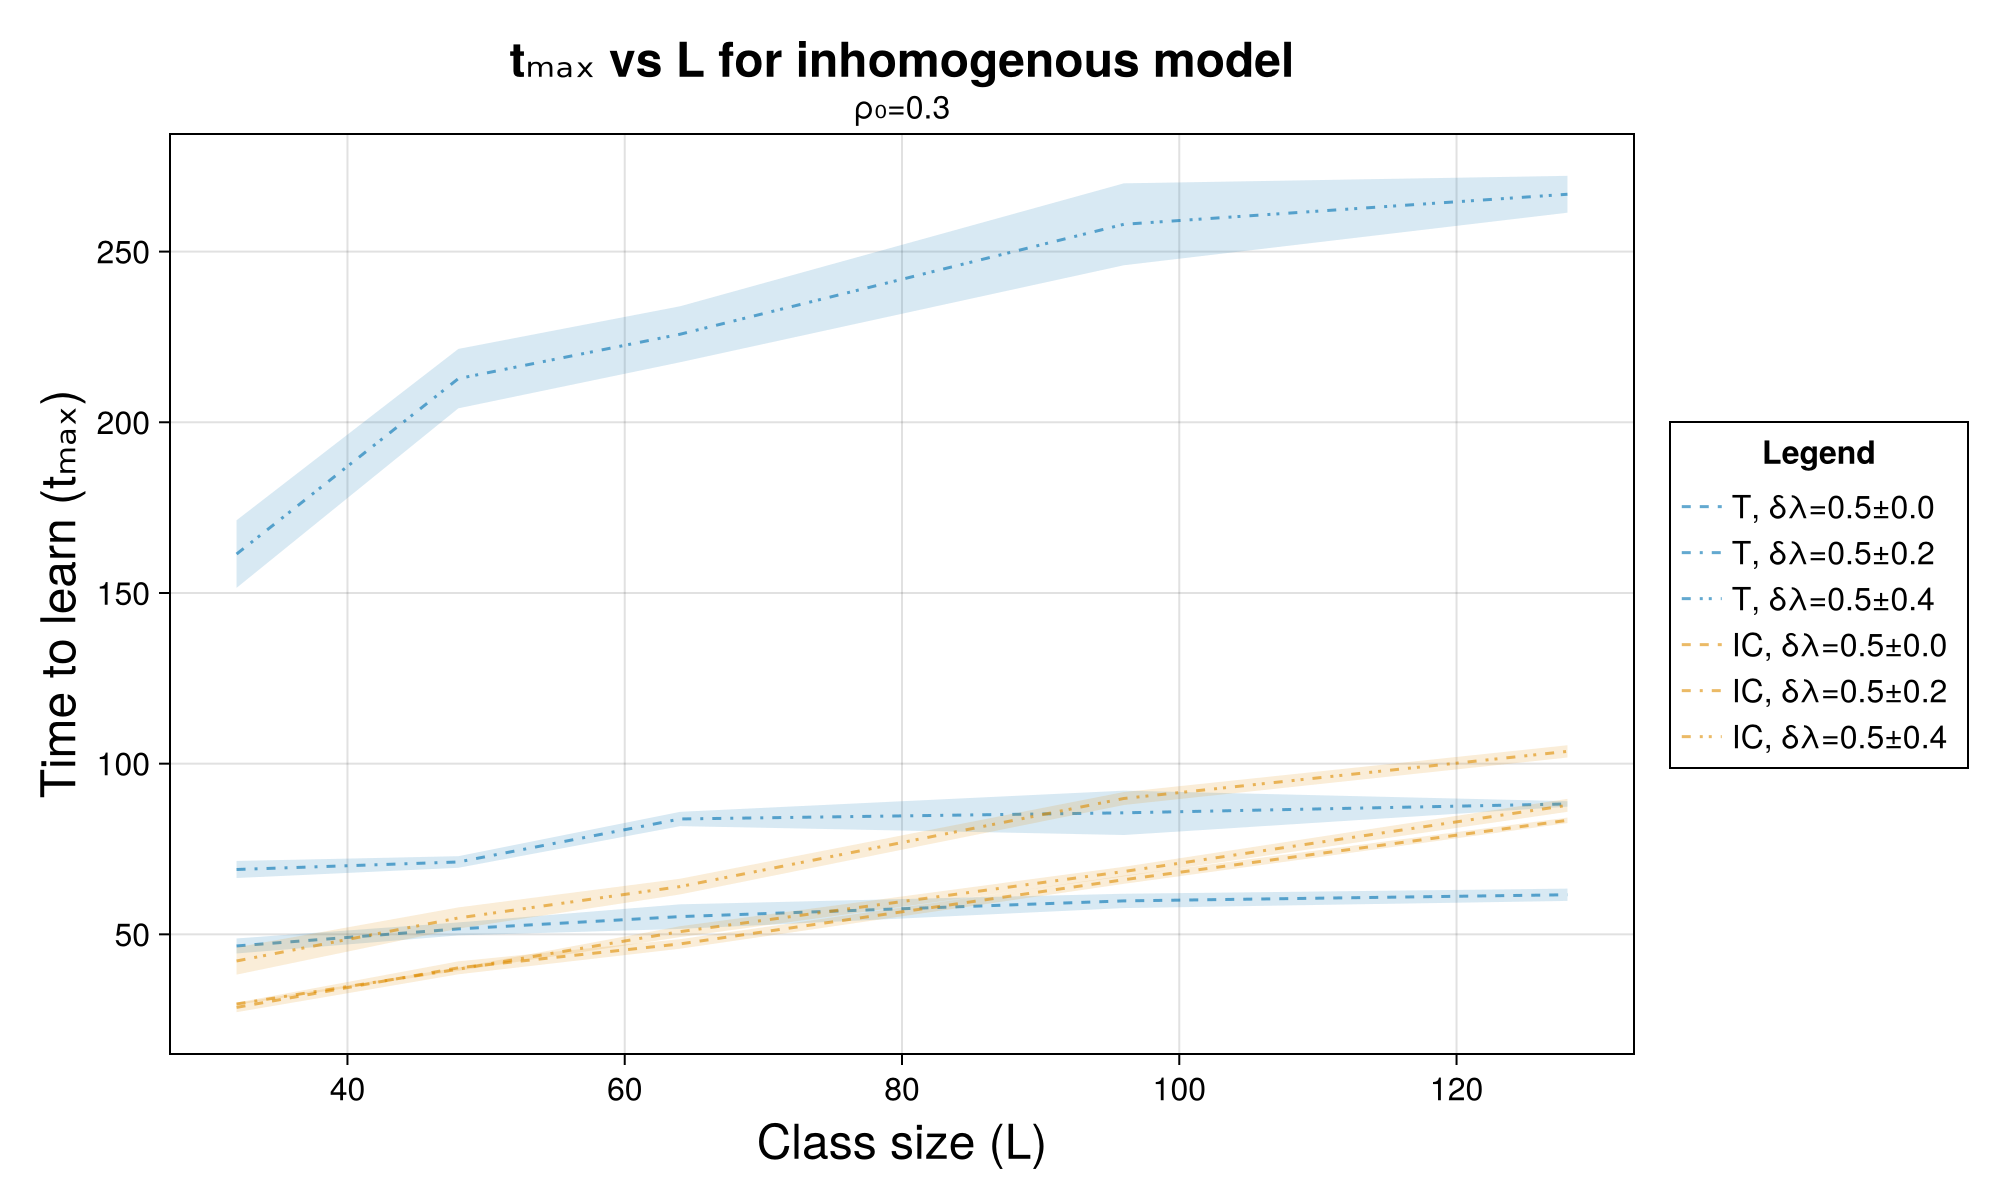 tₘₐₓ vs L for inhomogenous model
ρ₀=0.3
Time to learn (tₘₐₓ)
250
200
150
100
50
40
60
80
100
120
Class size (L)
Legend
T, δλ=0.5±0.0
T, δλ=0.5±0.2
T, δλ=0.5±0.4
IC, δλ=0.5±0.0
IC, δλ=0.5±0.2
IC, δλ=0.5±0.4